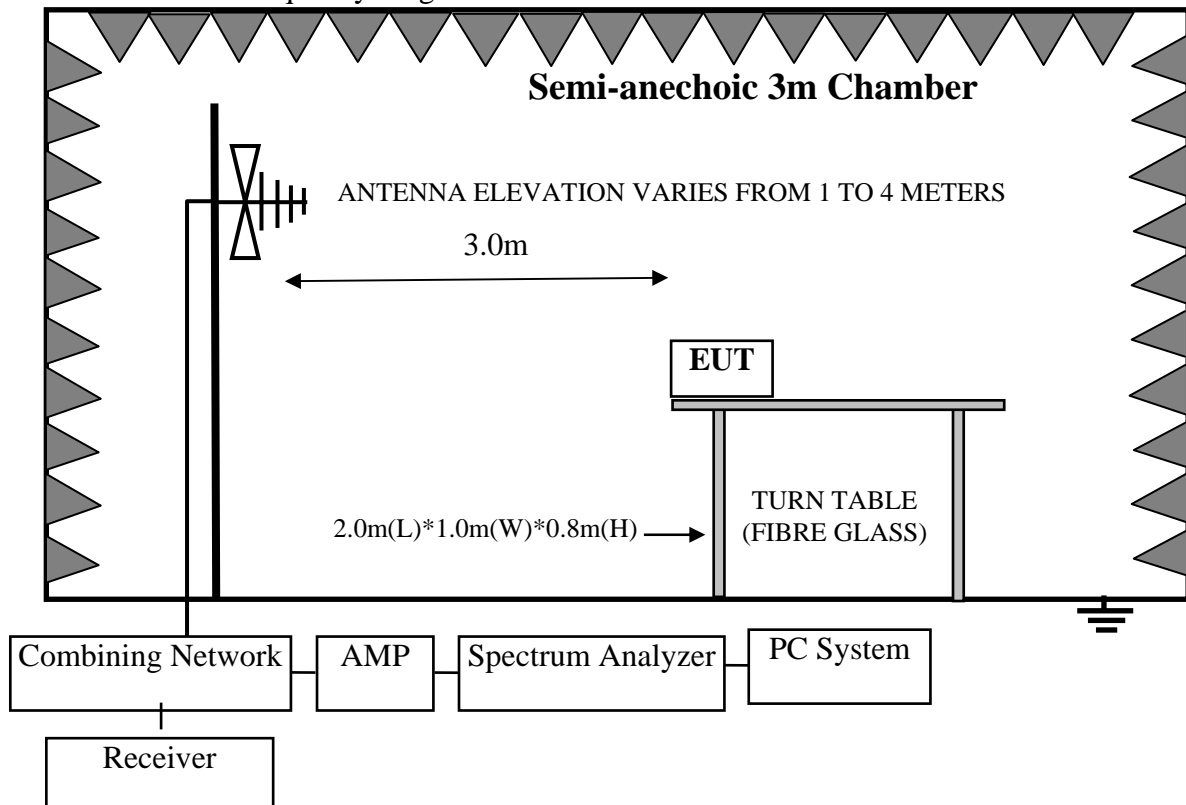 Semi-anechoic 3m Chamber
ANTENNA ELEVATION VARIES FROM 1 TO 4 METERS
3.0m
EUT
TURN TABLE
(FIBRE GLASS)
2.0m(L)*1.0m(W)*0.8m(H)
Combining Network
AMP
Spectrum Analyzer
PC System
Receiver